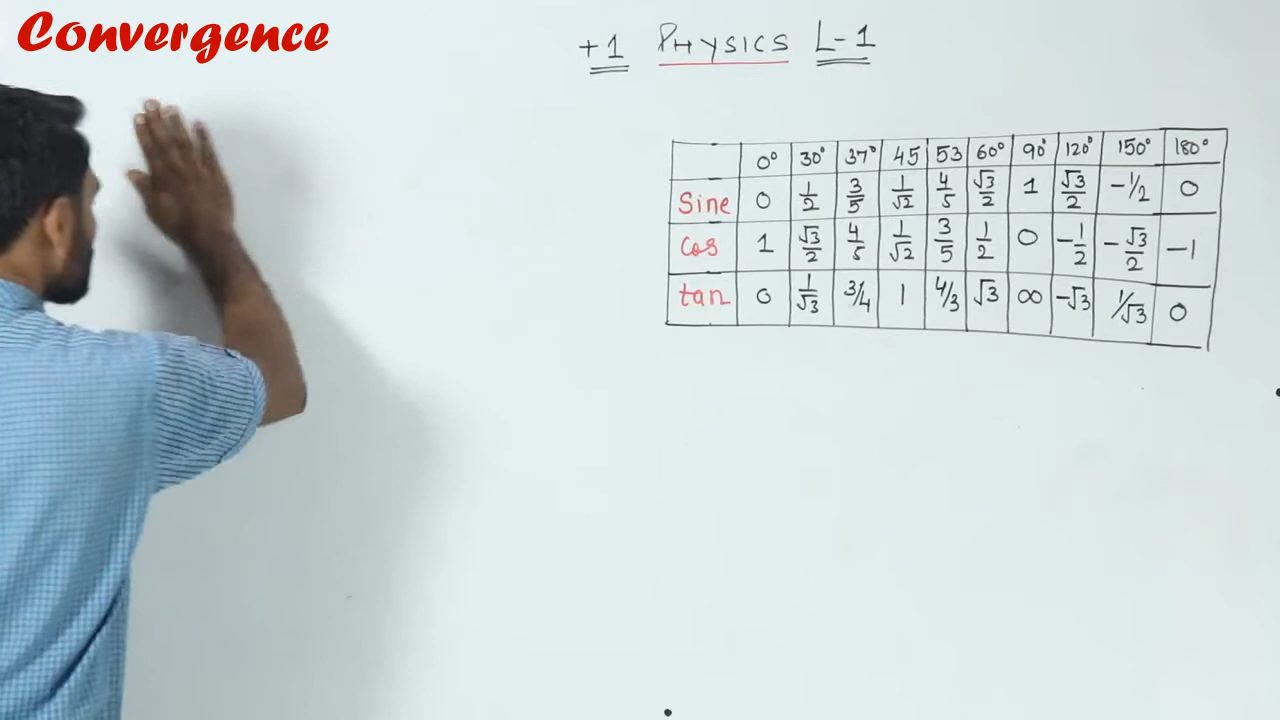 Convergence
+1 PHYSICS L-1
0° 30° 37° 45 53 60° 90° 120° 150° 180°
Sine 0 1/2 3/5 1/√2 4/5 √3/2 1 √3/2 -1/2 0
Cos 1 √3/2 4/5 1/√2 3/5 1/2 0 -1/2 -√3/2 -1
tan 0 1/√3 3/4 1 4/3 √3 ∞ -√3 1/√3 0